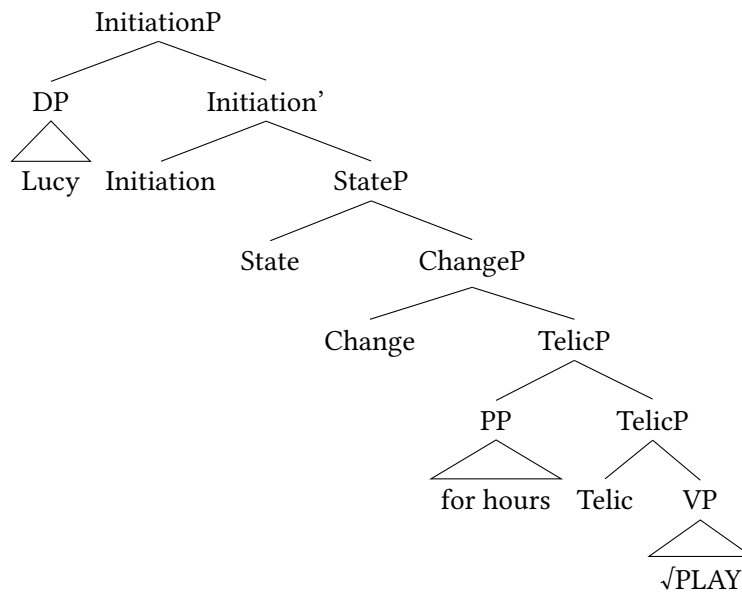 InitiationP
DP Initiation’
Lucy Initiation StateP
State ChangeP
Change TelicP
PP TelicP
for hours Telic VP
√PLAY